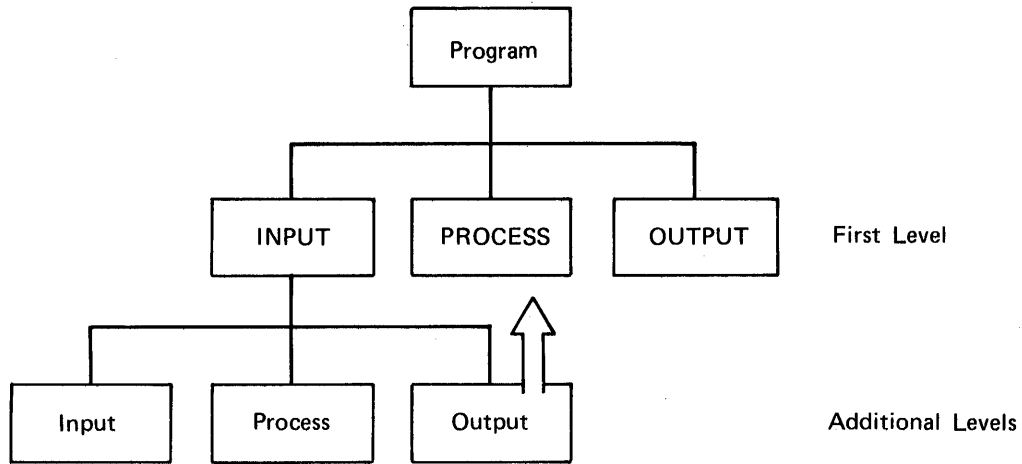 Program
INPUT PROCESS OUTPUT First Level
Input Process Output Additional Levels